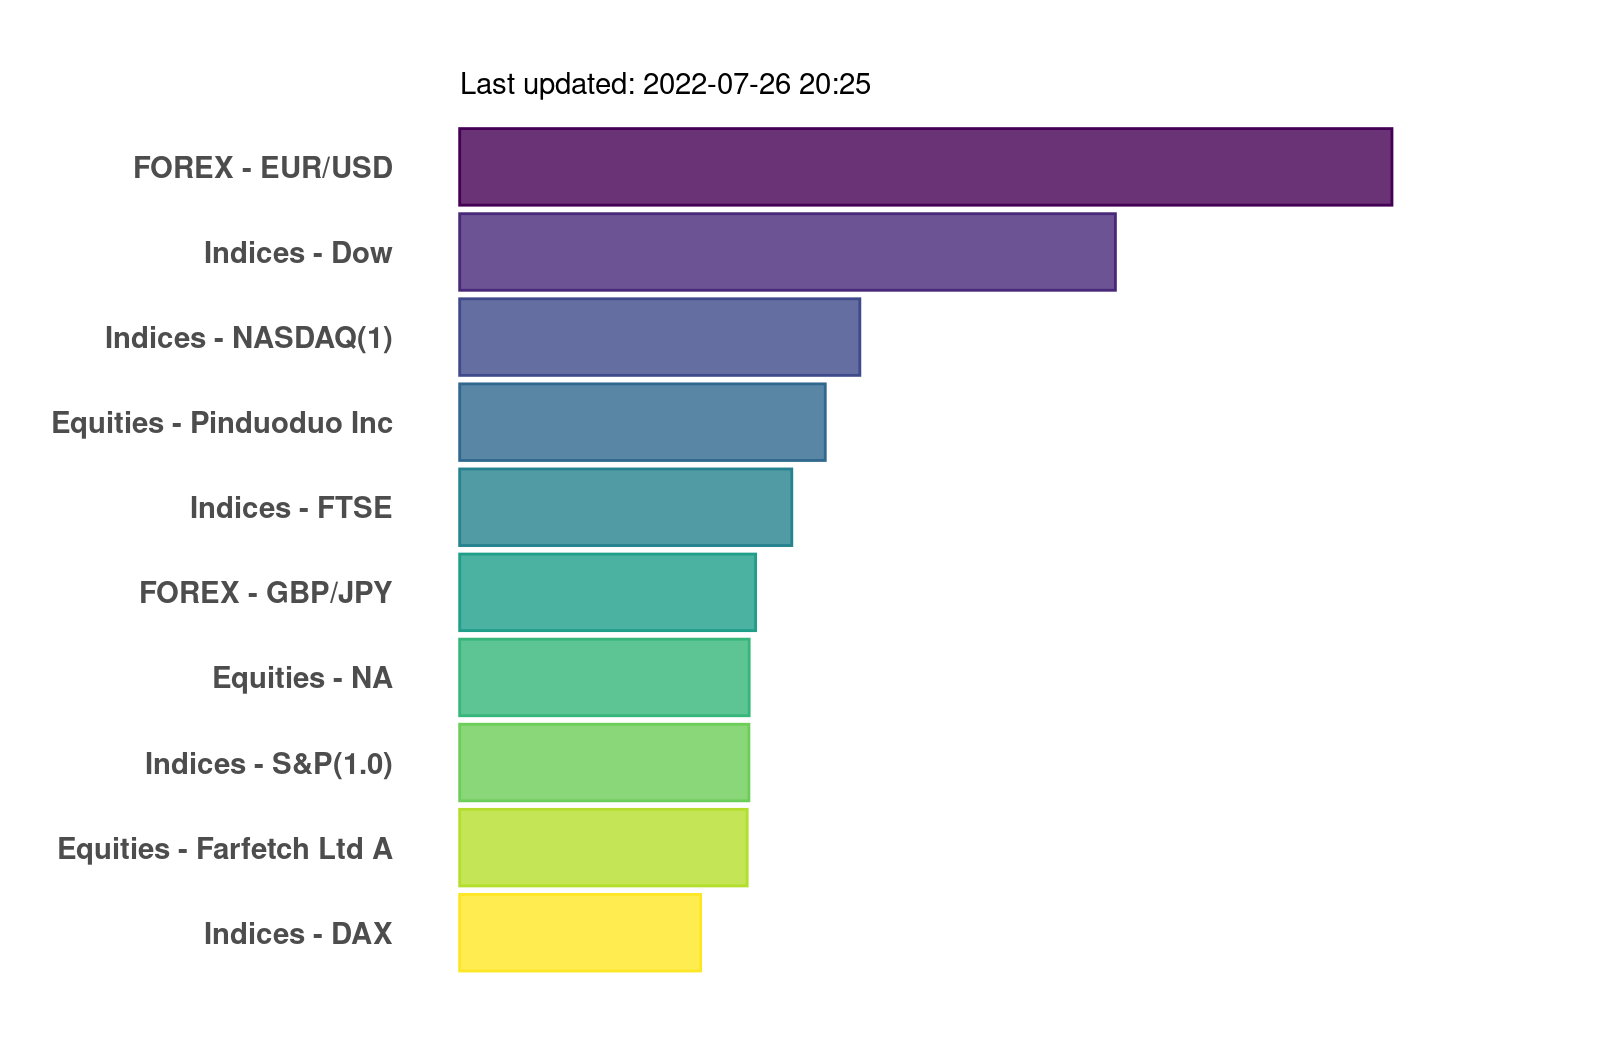 Last updated: 2022-07-26 20:25
FOREX - EUR/USD
Indices - Dow
Indices - NASDAQ(1)
Equities - Pinduoduo Inc
Indices - FTSE
FOREX - GBP/JPY
Equities - NA
Indices - S&P(1.0)
Equities - Farfetch Ltd A
Indices - DAX